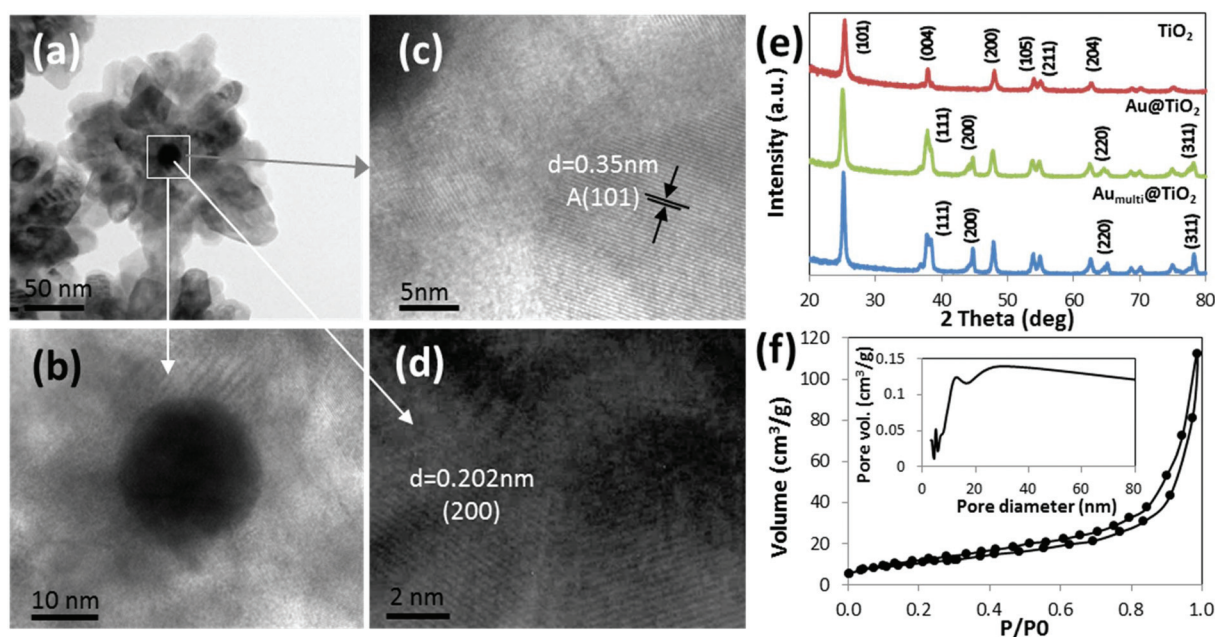 (a)
50 nm
(b)
10 nm
(c)
d=0.35nm
A(101)
5nm
(d)
d=0.202nm
(200)
2 nm
(e)
Intensity (a.u.)
(101)
(004)
(200)
(105)
(211)
(204)
TiO₂
(111)
(200)
(220)
(311)
Au@TiO₂
(111)
(200)
(220)
(311)
Au_multi@TiO₂
20 30 40 50 60 70 80
2 Theta (deg)
(f)
Volume (cm³/g)
120
100
80
60
40
20
0
0.0 0.2 0.4 0.6 0.8 1.0
P/P0
Pore vol. (cm³/g)
0.15
0.1
0.05
0
0 20 40 60 80
Pore diameter (nm)